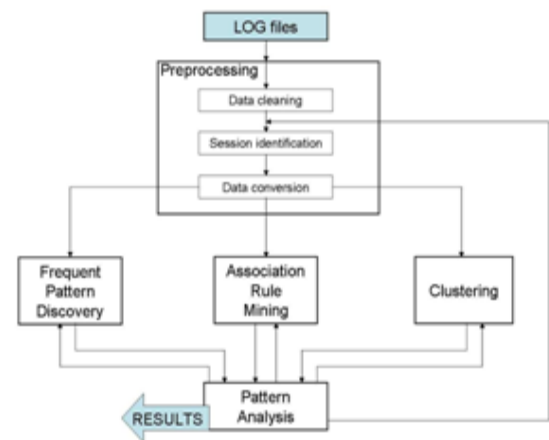 LOG files
Preprocessing
Data cleaning
Session identification
Data conversion
Frequent
Pattern
Discovery
Association
Rule
Mining
Clustering
Pattern
Analysis
RESULTS